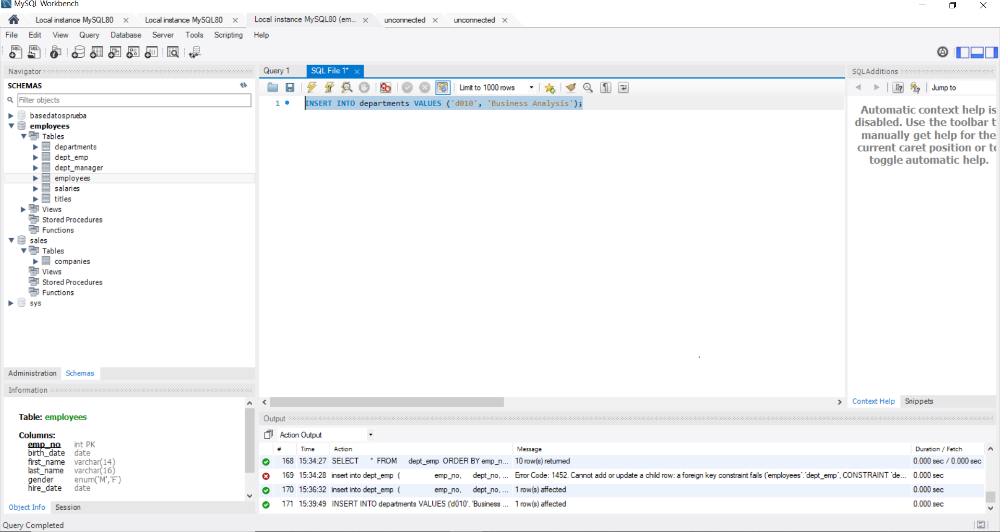 MySQL Workbench
Local instance MySQL80
Local instance MySQL80
Local instance MySQL80 (em...
unconnected
unconnected
File Edit View Query Database Server Tools Scripting Help
Navigator
SCHEMAS
Filter objects
basedatosprueba
employees
Tables
departments
dept_emp
dept_manager
employees
salaries
titles
Views
Stored Procedures
Functions
sales
Tables
companies
Views
Stored Procedures
Functions
sys
Administration Schemas
Information
Table: employees
Columns:
emp_no int PK
birth_date date
first_name varchar(14)
last_name varchar(16)
gender enum('M','F')
hire_date date
Object Info Session
Query Completed
Query 1 SQL File 1*
Limit to 1000 rows
1 INSERT INTO departments VALUES ('d010', 'Business Analysis');
SQLAdditions
Jump to
Automatic context help is
disabled. Use the toolbar t
manually get help for the
current caret position or to
toggle automatic help.
Context Help Snippets
Output
Action Output
# Time Action Message Duration / Fetch
168 15:34:27 SELECT * FROM dept_emp ORDER BY emp_n... 10 row(s) returned 0.000 sec / 0.000 sec
169 15:34:28 insert into dept_emp ( emp_no, dept_no, ... Error Code: 1452. Cannot add or update a child row: a foreign key constraint fails (`employees`.`dept_emp`, CONSTRAINT `de... 0.000 sec
170 15:36:32 insert into dept_emp ( emp_no, dept_no, ... 1 row(s) affected 0.000 sec
171 15:39:49 INSERT INTO departments VALUES ('d010', 'Business ... 1 row(s) affected 0.000 sec